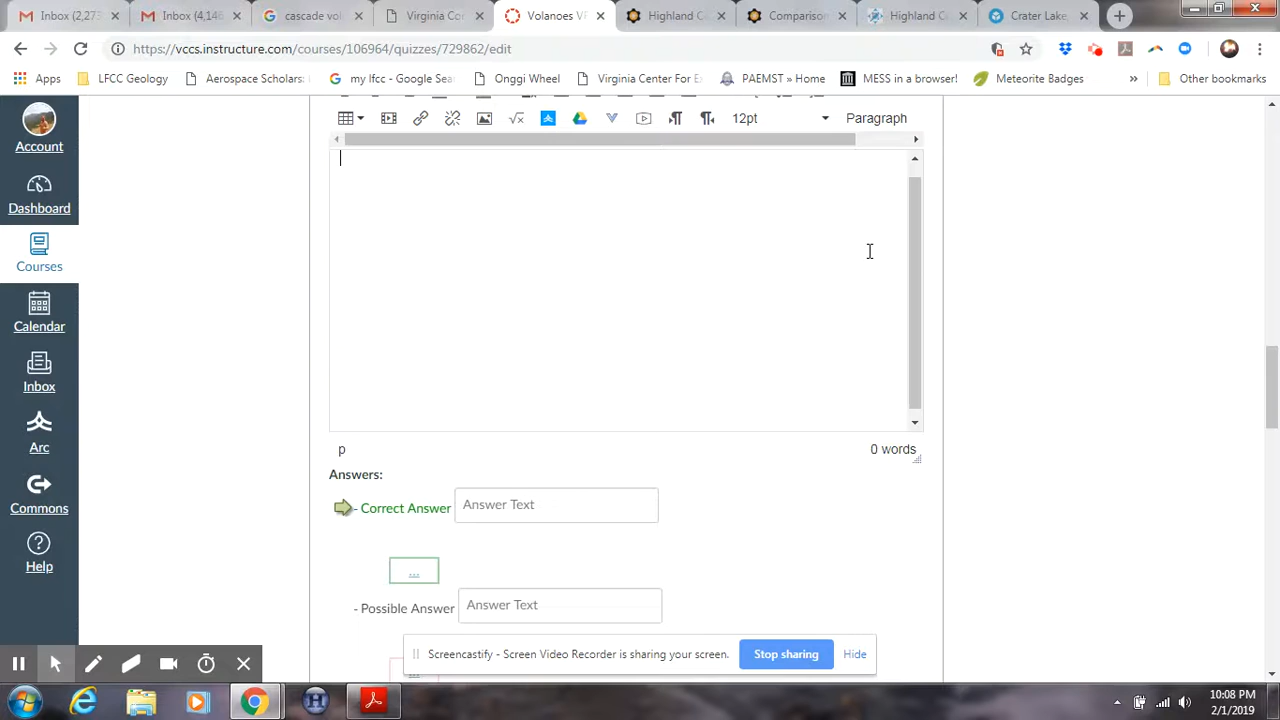 Inbox (2,275
Inbox (4,146
cascade vol
Virginia Co
Volanoes V
Highland G
Comparison
Highland C
Crater Lake,
https://vccs.instructure.com/courses/106964/quizzes/729862/edit
Apps
LFCC Geology
Aerospace Scholars:
my lfcc - Google Sea
Onggi Wheel
Virginia Center For E
PAEMST » Home
MESS in a browser!
Meteorite Badges
»
Other bookmarks
12pt
Paragraph
Account
Dashboard
Courses
Calendar
Inbox
Arc
Commons
Help
p
0 words
Answers:
- Correct Answer
Answer Text
...
- Possible Answer
Answer Text
...
Screencastify - Screen Video Recorder is sharing your screen.
Stop sharing
Hide
10:08 PM
2/1/2019